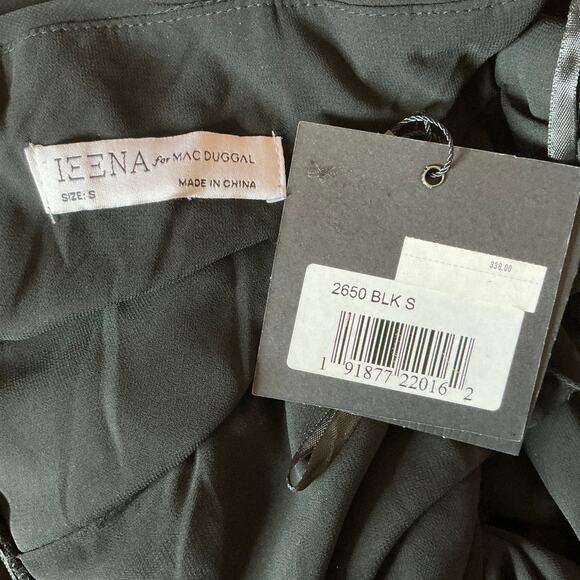 IEENA for MAC DUGGAL
SIZE: S
MADE IN CHINA
338.00
2650 BLK S
1 91877 22016 2